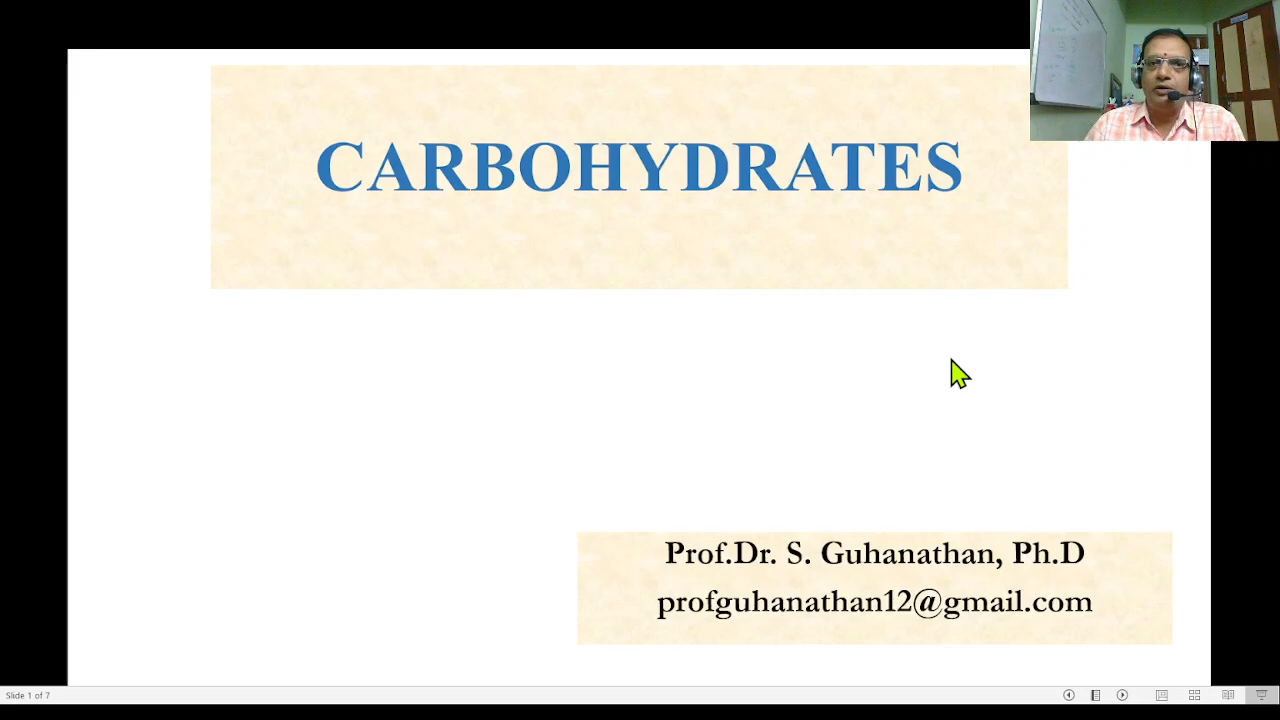 CARBOHYDRATES
Prof.Dr. S. Guhanathan, Ph.D
profguhanathan12@gmail.com
Slide 1 of 7